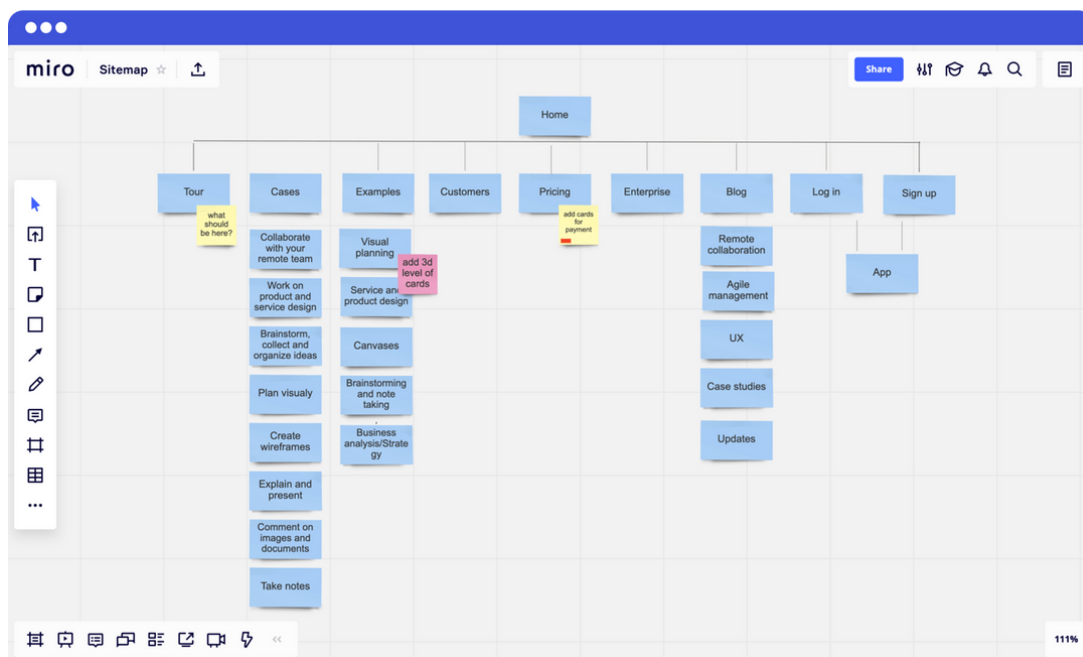 miro
Sitemap
Share
Home
Tour
Cases
Examples
Customers
Pricing
Enterprise
Blog
Log in
Sign up
what
should
be here?
add cards
for
payment
Collaborate
with your
remote team
Work on
product and
service design
Brainstorm,
collect and
organize ideas
Plan visualy
Create
wireframes
Explain and
present
Comment on
images and
documents
Take notes
Visual
planning
add 3d
level of
cards
Service and
product design
Canvases
Brainstorming
and note
taking
Business
analysis/Strate
gy
Remote
collaboration
Agile
management
UX
Case studies
Updates
App
111%